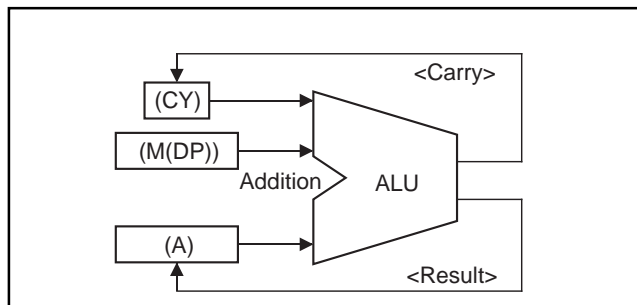 <Carry>
(CY)
(M(DP))
Addition
ALU
(A)
<Result>